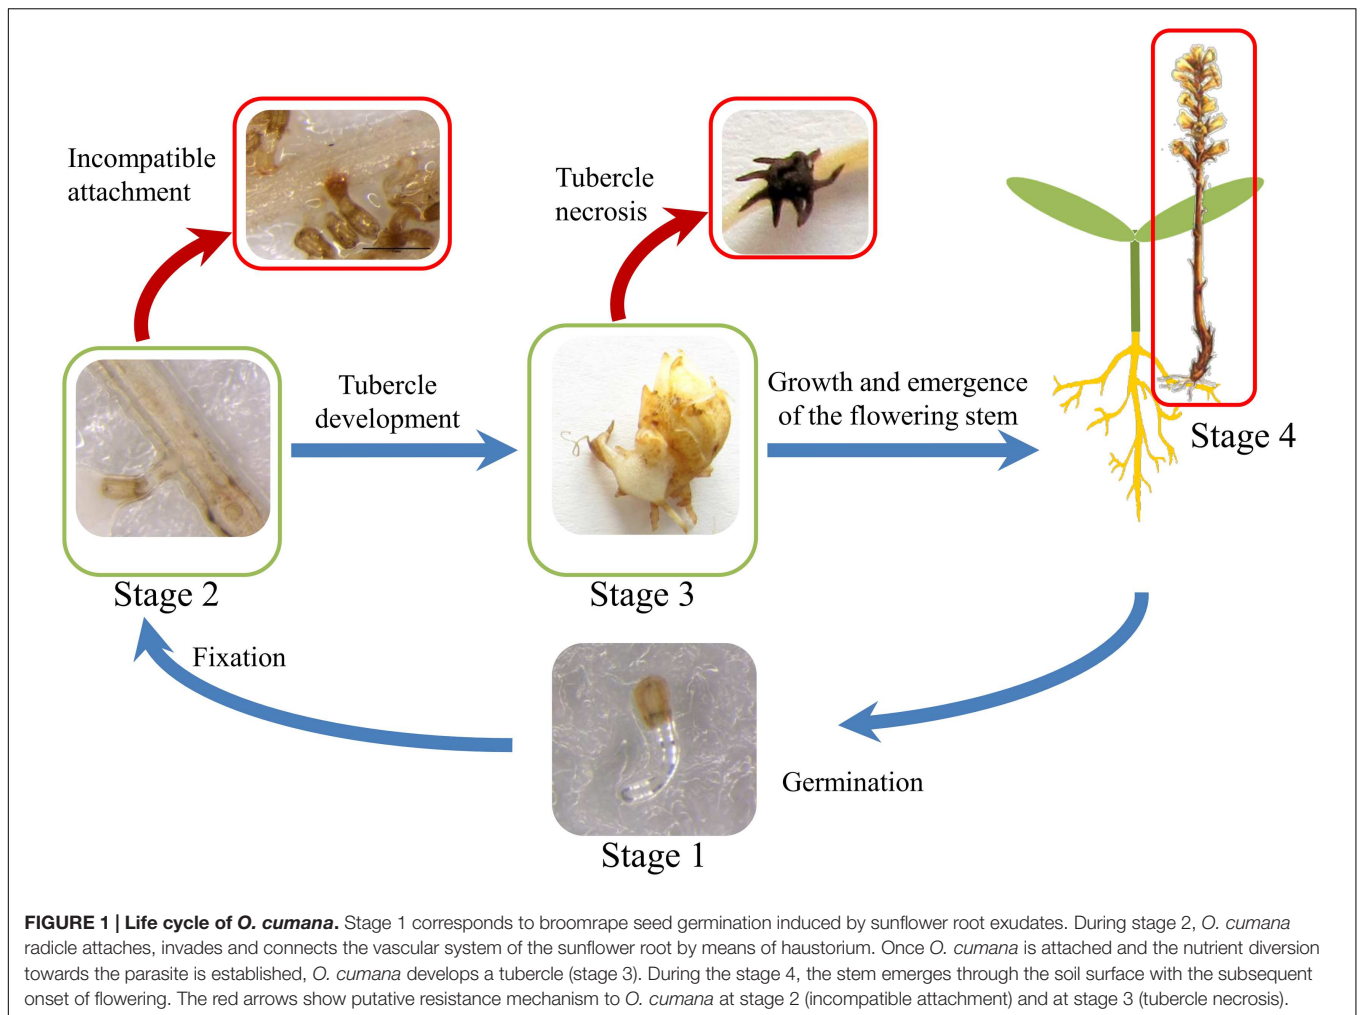 Incompatible
attachment
Tubercle
necrosis
Tubercle
development
Growth and emergence
of the flowering stem
Stage 4
Stage 2
Stage 3
Fixation
Germination
Stage 1
FIGURE 1 | Life cycle of O. cumana. Stage 1 corresponds to broomrape seed germination induced by sunflower root exudates. During stage 2, O. cumana
radicle attaches, invades and connects the vascular system of the sunflower root by means of haustorium. Once O. cumana is attached and the nutrient diversion
towards the parasite is established, O. cumana develops a tubercle (stage 3). During the stage 4, the stem emerges through the soil surface with the subsequent
onset of flowering. The red arrows show putative resistance mechanism to O. cumana at stage 2 (incompatible attachment) and at stage 3 (tubercle necrosis).